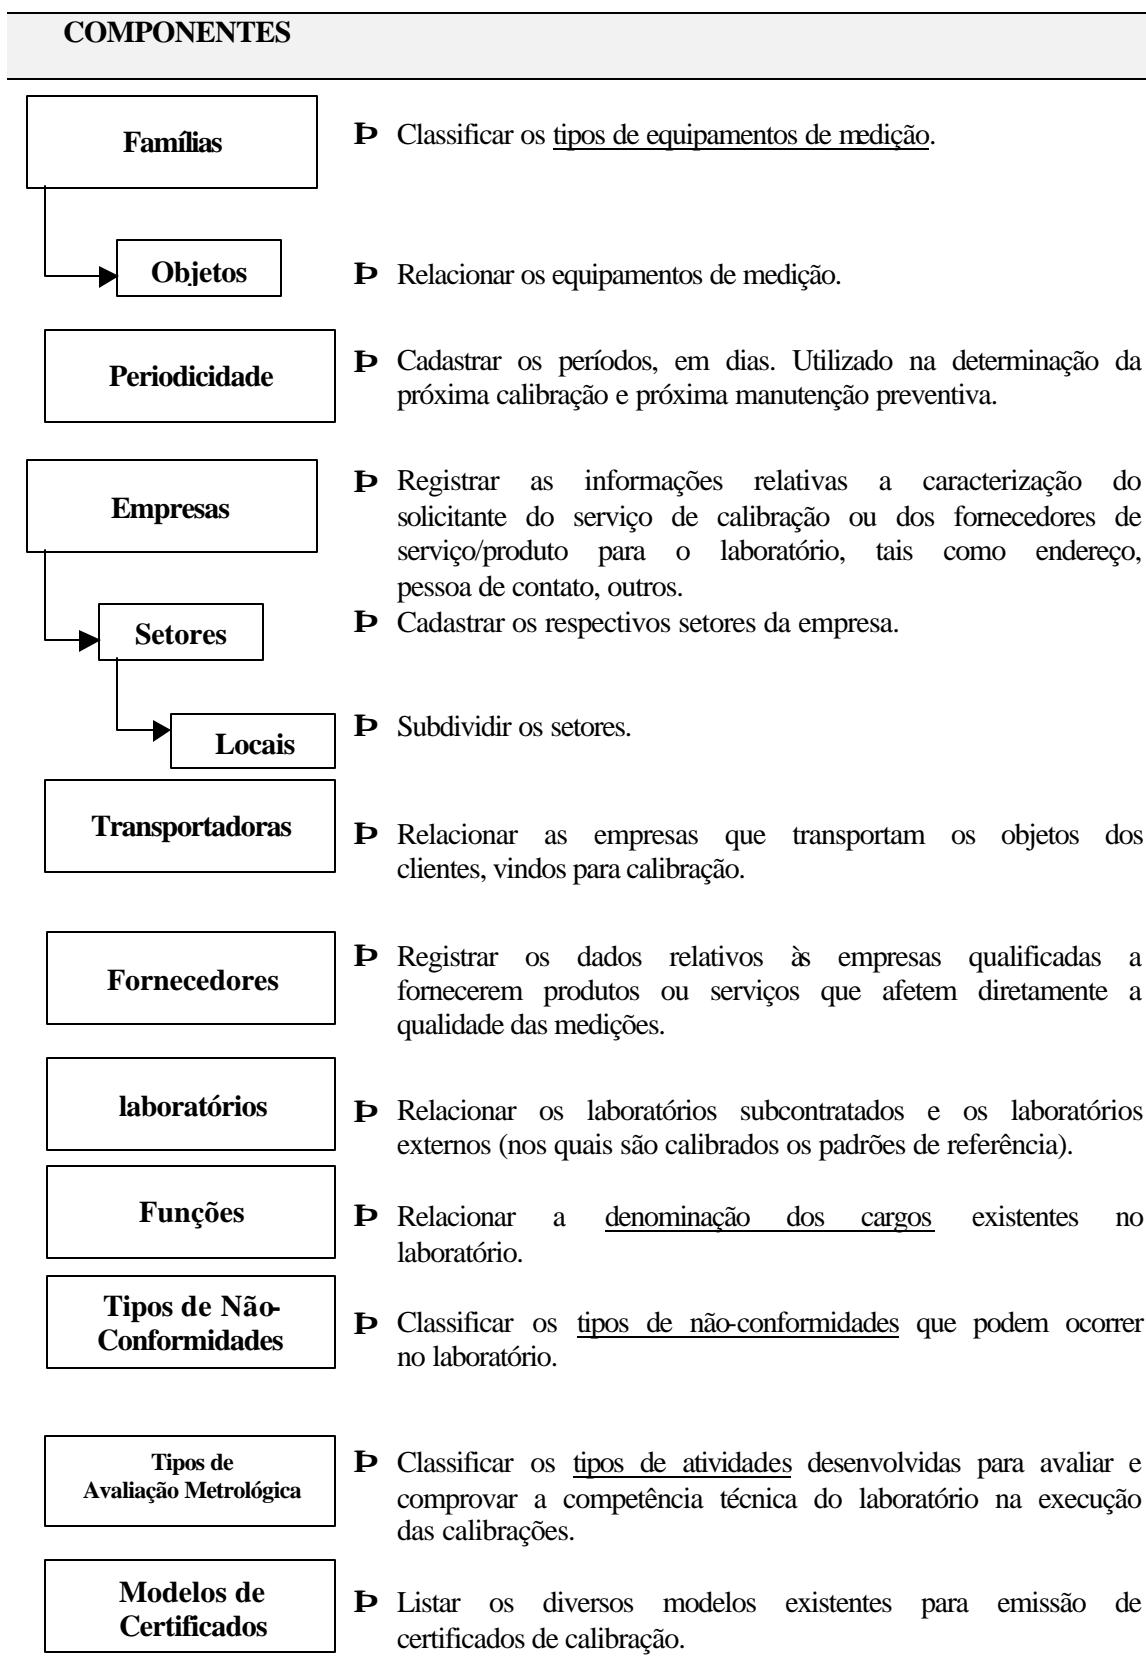 COMPONENTES
Famílias
Þ Classificar os tipos de equipamentos de medição.
Objetos
Þ Relacionar os equipamentos de medição.
Periodicidade
Þ Cadastrar os períodos, em dias. Utilizado na determinação da
próxima calibração e próxima manutenção preventiva.
Empresas
Þ Registrar as informações relativas a caracterização do
solicitante do serviço de calibração ou dos fornecedores de
serviço/produto para o laboratório, tais como endereço,
pessoa de contato, outros.
Setores
Þ Cadastrar os respectivos setores da empresa.
Locais
Þ Subdividir os setores.
Transportadoras
Þ Relacionar as empresas que transportam os objetos dos
clientes, vindos para calibração.
Fornecedores
Þ Registrar os dados relativos às empresas qualificadas a
fornecerem produtos ou serviços que afetem diretamente a
qualidade das medições.
laboratórios
Þ Relacionar os laboratórios subcontratados e os laboratórios
externos (nos quais são calibrados os padrões de referência).
Funções
Þ Relacionar a denominação dos cargos existentes no
laboratório.
Tipos de Não-
Conformidades
Þ Classificar os tipos de não-conformidades que podem ocorrer
no laboratório.
Tipos de
Avaliação Metrológica
Þ Classificar os tipos de atividades desenvolvidas para avaliar e
comprovar a competência técnica do laboratório na execução
das calibrações.
Modelos de
Certificados
Þ Listar os diversos modelos existentes para emissão de
certificados de calibração.